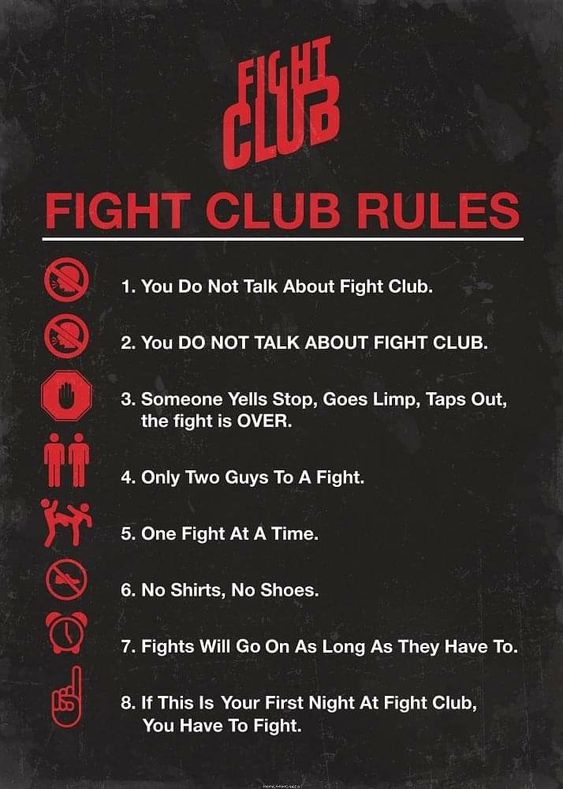 FIGHT
CLUB
FIGHT CLUB RULES
1. You Do Not Talk About Fight Club.
2. You DO NOT TALK ABOUT FIGHT CLUB.
3. Someone Yells Stop, Goes Limp, Taps Out,
the fight is OVER.
4. Only Two Guys To A Fight.
5. One Fight At A Time.
6. No Shirts, No Shoes.
7. Fights Will Go On As Long As They Have To.
8. If This Is Your First Night At Fight Club,
You Have To Fight.